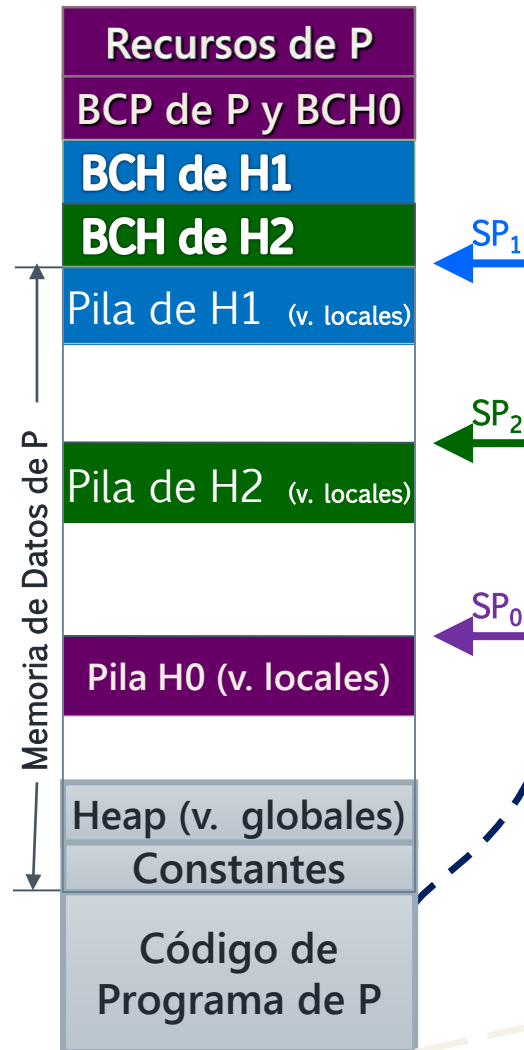 Recursos de P
BCP de P y BCH0
BCH de H1
BCH de H2
SP₁
Pila de H1 (v. locales)
SP₂
Pila de H2 (v. locales)
Memoria de Datos de P
SP₀
Pila H0 (v. locales)
Heap (v. globales)
Constantes
Código de
Programa de P